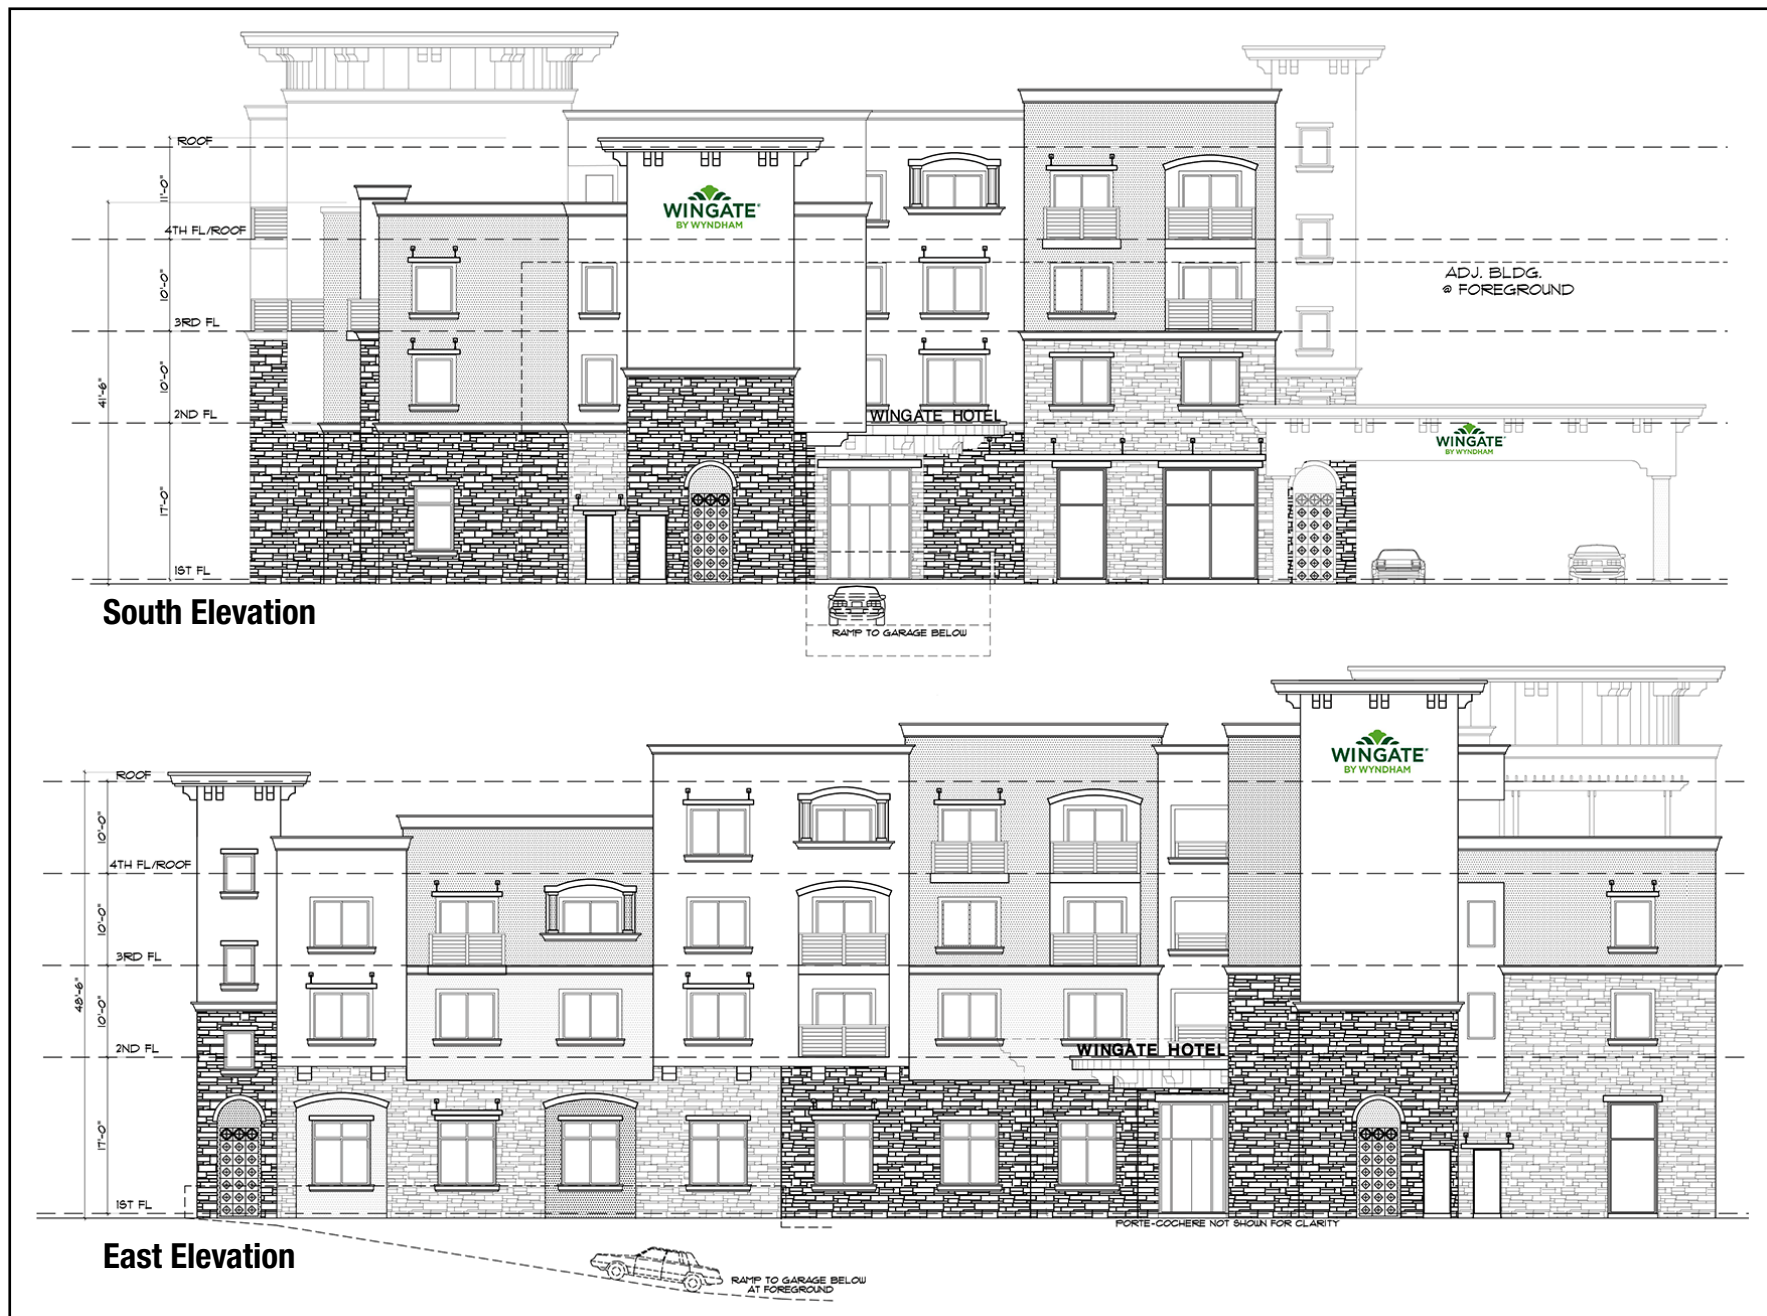 ROOF
11'-0"
WINGATE®
BY WYNDHAM
4TH FL/ROOF
10'-0"
ADJ. BLDG.
@ FOREGROUND
3RD FL
10'-0"
41'-6"
2ND FL
WINGATE HOTEL
WINGATE®
BY WYNDHAM
17'-0"
1ST FL
South Elevation
RAMP TO GARAGE BELOW
WINGATE®
BY WYNDHAM
ROOF
10'-0"
4TH FL/ROOF
10'-0"
3RD FL
48'-6"
10'-0"
2ND FL
WINGATE HOTEL
17'-0"
1ST FL
PORTE-COCHERE NOT SHOWN FOR CLARITY
East Elevation
RAMP TO GARAGE BELOW
AT FOREGROUND